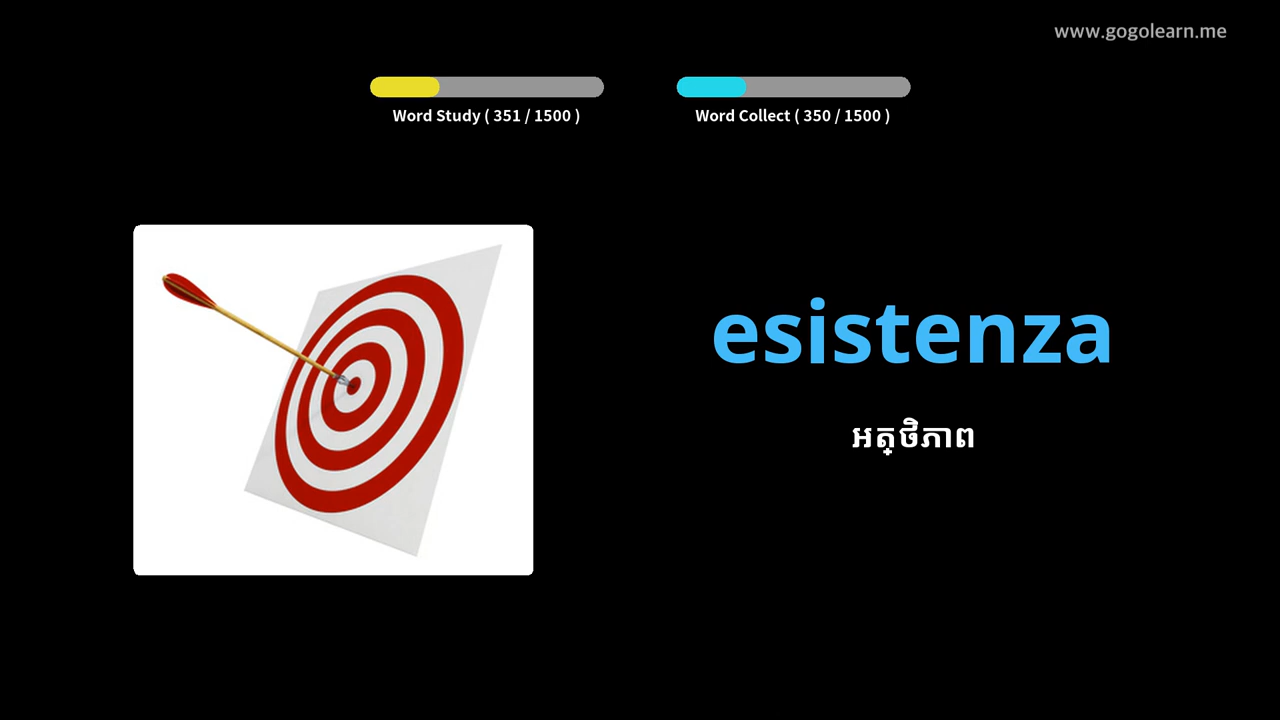 www.gogolearn.me
Word Study ( 351 / 1500 )
Word Collect ( 350 / 1500 )
esistenza
អត្ថិភាព